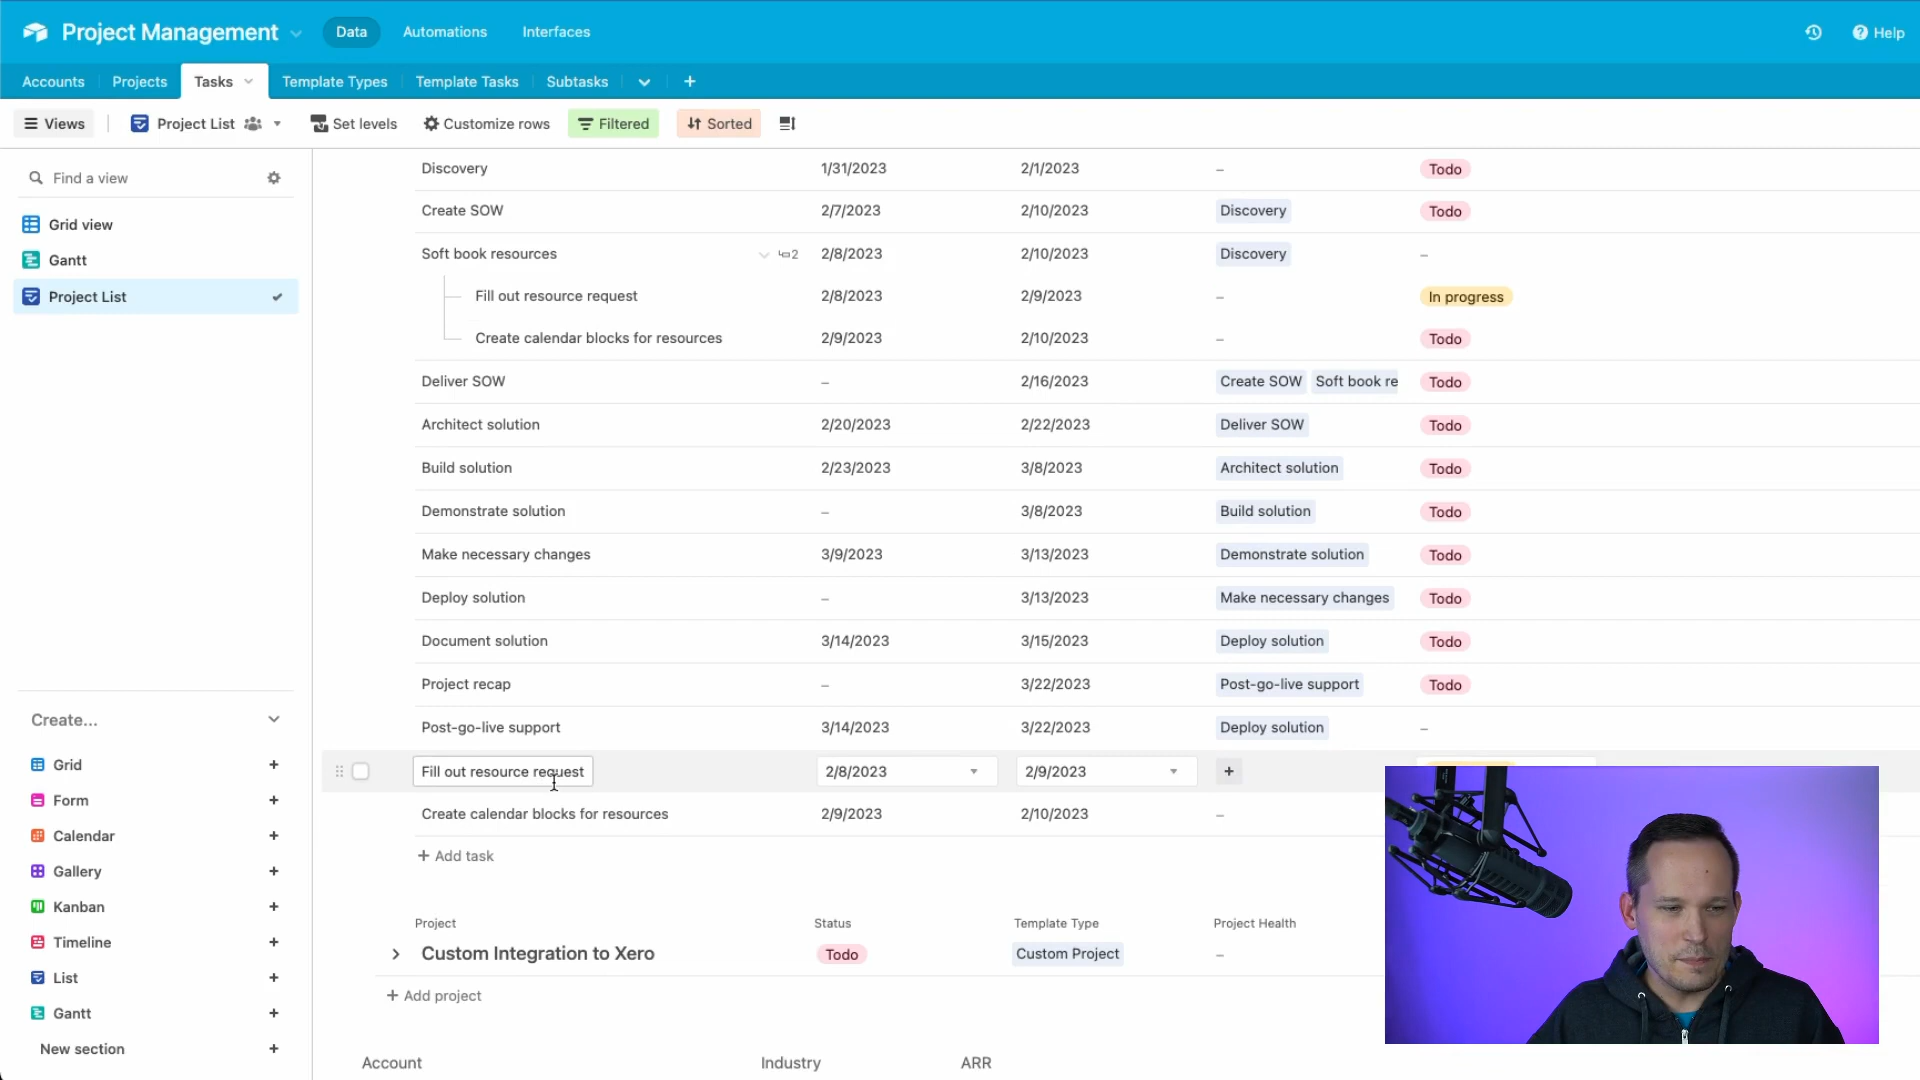 Project Management Data Automations Interfaces Help
Accounts Projects Tasks Template Types Template Tasks Subtasks
Views Project List Set levels Customize rows Filtered Sorted
Find a view
Grid view
Gantt
Project List
Create...
Grid
Form
Calendar
Gallery
Kanban
Timeline
List
Gantt
New section
Discovery 1/31/2023 2/1/2023 – Todo
Create SOW 2/7/2023 2/10/2023 Discovery Todo
Soft book resources 2 2/8/2023 2/10/2023 Discovery –
Fill out resource request 2/8/2023 2/9/2023 – In progress
Create calendar blocks for resources 2/9/2023 2/10/2023 – Todo
Deliver SOW – 2/16/2023 Create SOW Soft book re Todo
Architect solution 2/20/2023 2/22/2023 Deliver SOW Todo
Build solution 2/23/2023 3/8/2023 Architect solution Todo
Demonstrate solution – 3/8/2023 Build solution Todo
Make necessary changes 3/9/2023 3/13/2023 Demonstrate solution Todo
Deploy solution – 3/13/2023 Make necessary changes Todo
Document solution 3/14/2023 3/15/2023 Deploy solution Todo
Project recap – 3/22/2023 Post-go-live support Todo
Post-go-live support 3/14/2023 3/22/2023 Deploy solution –
Fill out resource request 2/8/2023 2/9/2023 +
Create calendar blocks for resources 2/9/2023 2/10/2023 –
+ Add task
Project Status Template Type Project Health
Custom Integration to Xero Todo Custom Project –
+ Add project
Account Industry ARR